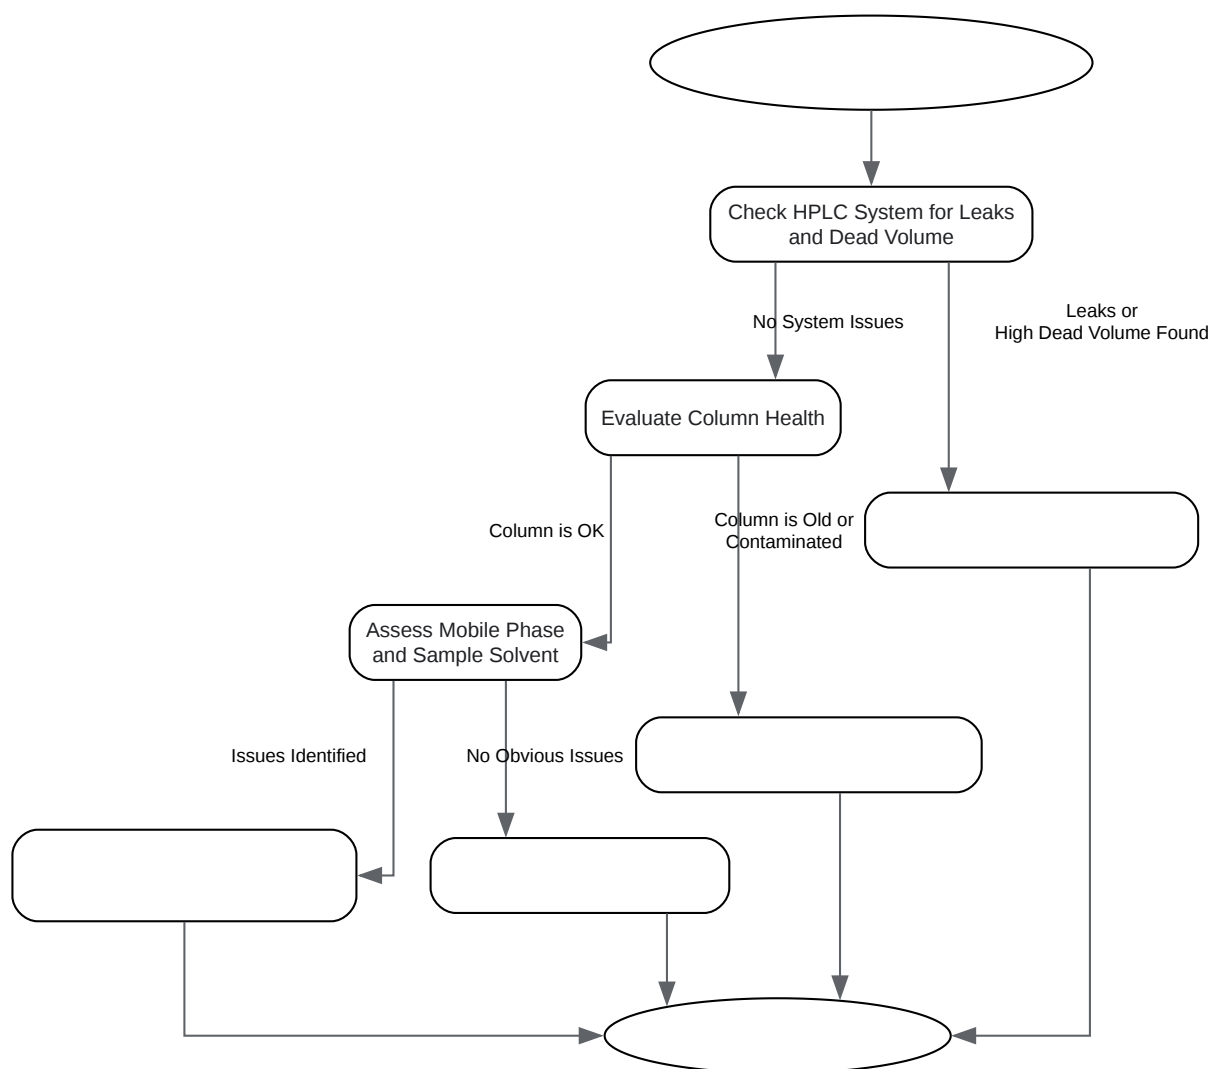 Check HPLC System for Leaks
and Dead Volume
No System Issues
Leaks or
High Dead Volume Found
Evaluate Column Health
Column is OK
Column is Old or
Contaminated
Assess Mobile Phase
and Sample Solvent
Issues Identified
No Obvious Issues